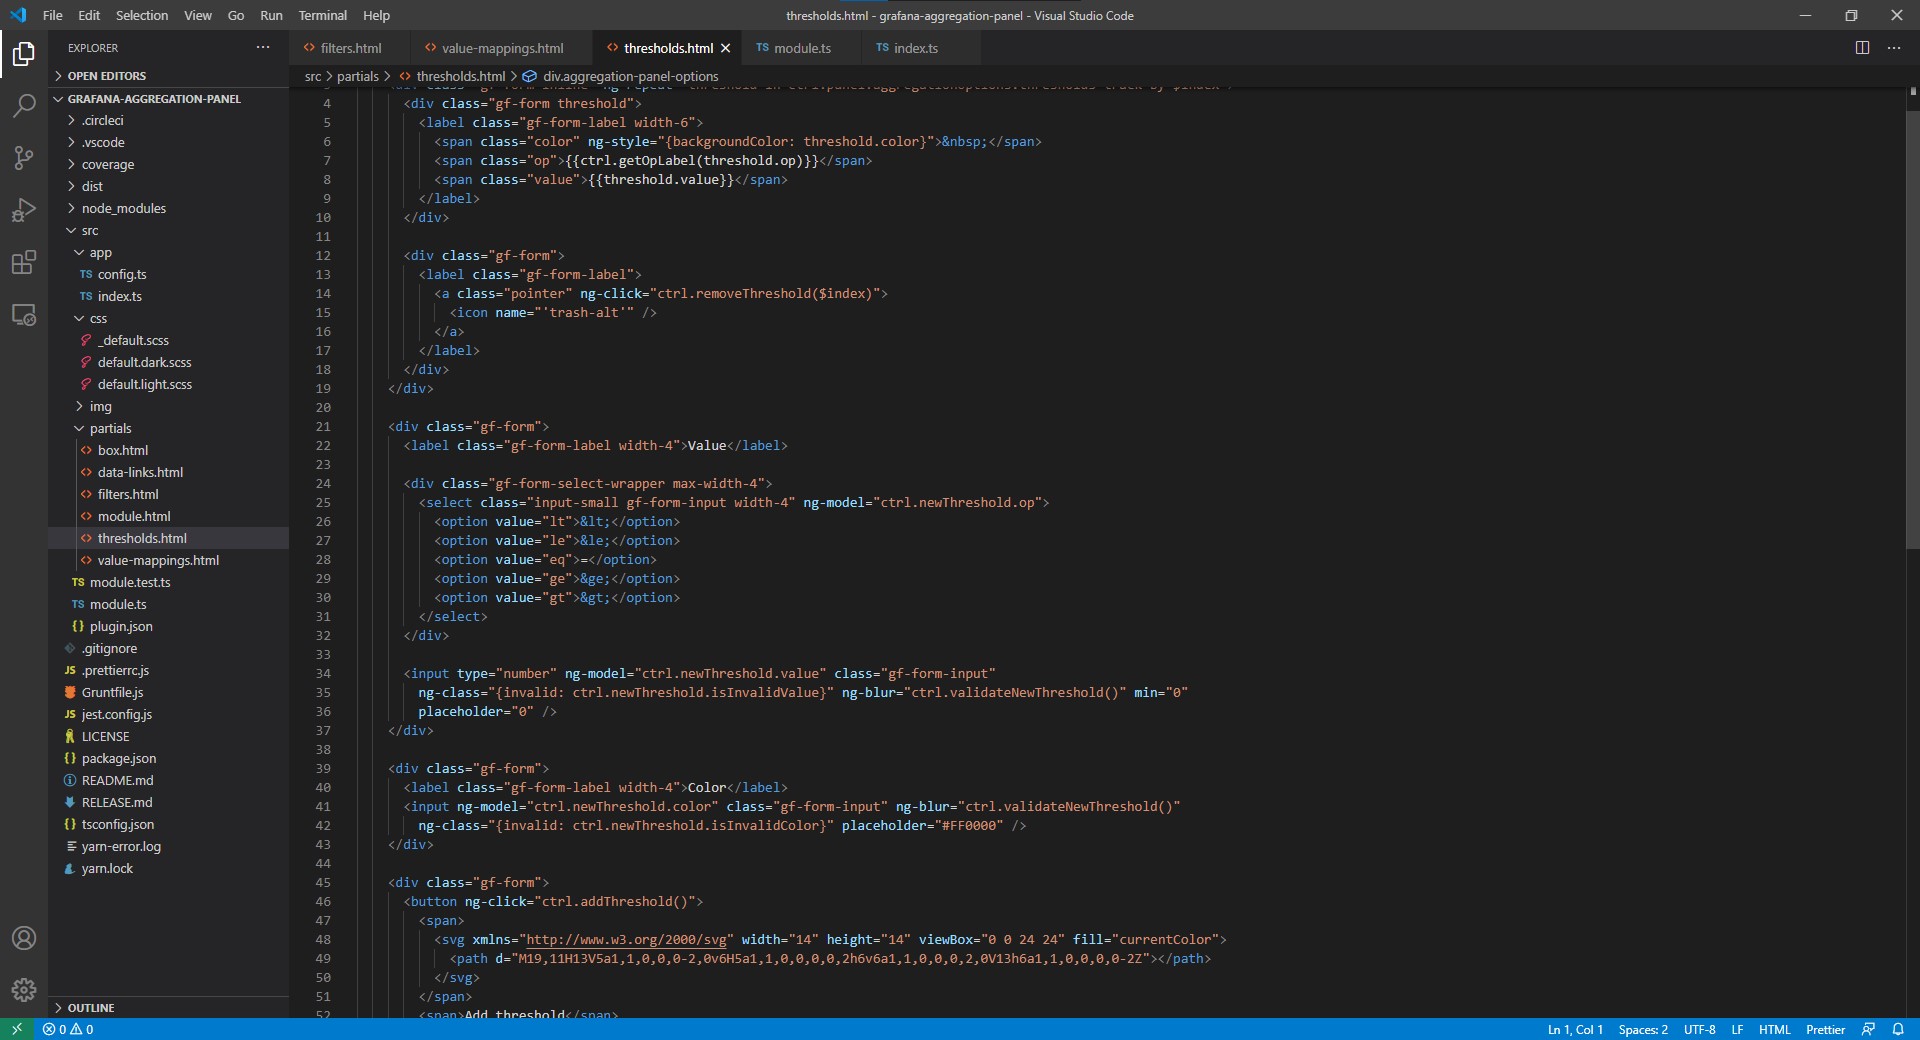 File Edit Selection View Go Run Terminal Help
thresholds.html - grafana-aggregation-panel - Visual Studio Code
EXPLORER
OPEN EDITORS
GRAFANA-AGGREGATION-PANEL
.circleci
.vscode
coverage
dist
node_modules
src
app
TS config.ts
TS index.ts
css
_default.scss
default.dark.scss
default.light.scss
img
partials
<> box.html
<> data-links.html
<> filters.html
<> module.html
<> thresholds.html
<> value-mappings.html
TS module.test.ts
TS module.ts
{} plugin.json
.gitignore
JS .prettierrc.js
Gruntfile.js
JS jest.config.js
LICENSE
{} package.json
README.md
RELEASE.md
{} tsconfig.json
yarn-error.log
yarn.lock
OUTLINE
<> filters.html <> value-mappings.html <> thresholds.html TS module.ts TS index.ts
src > partials > <> thresholds.html > div.aggregation-panel-options
4 <div class="gf-form threshold">
5 <label class="gf-form-label width-6">
6 <span class="color" ng-style="{backgroundColor: threshold.color}">&nbsp;</span>
7 <span class="op">{{ctrl.getOpLabel(threshold.op)}}</span>
8 <span class="value">{{threshold.value}}</span>
9 </label>
10 </div>
11
12 <div class="gf-form">
13 <label class="gf-form-label">
14 <a class="pointer" ng-click="ctrl.removeThreshold($index)">
15 <icon name="'trash-alt'" />
16 </a>
17 </label>
18 </div>
19 </div>
20
21 <div class="gf-form">
22 <label class="gf-form-label width-4">Value</label>
23
24 <div class="gf-form-select-wrapper max-width-4">
25 <select class="input-small gf-form-input width-4" ng-model="ctrl.newThreshold.op">
26 <option value="lt">&lt;</option>
27 <option value="le">&le;</option>
28 <option value="eq">=</option>
29 <option value="ge">&ge;</option>
30 <option value="gt">&gt;</option>
31 </select>
32 </div>
33
34 <input type="number" ng-model="ctrl.newThreshold.value" class="gf-form-input"
35 ng-class="{invalid: ctrl.newThreshold.isInvalidValue}" ng-blur="ctrl.validateNewThreshold()" min="0"
36 placeholder="0" />
37 </div>
38
39 <div class="gf-form">
40 <label class="gf-form-label width-4">Color</label>
41 <input ng-model="ctrl.newThreshold.color" class="gf-form-input" ng-blur="ctrl.validateNewThreshold()"
42 ng-class="{invalid: ctrl.newThreshold.isInvalidColor}" placeholder="#FF0000" />
43 </div>
44
45 <div class="gf-form">
46 <button ng-click="ctrl.addThreshold()">
47 <span>
48 <svg xmlns="http://www.w3.org/2000/svg" width="14" height="14" viewBox="0 0 24 24" fill="currentColor">
49 <path d="M19,11H13V5a1,1,0,0,0-2,0v6H5a1,1,0,0,0,0,2h6v6a1,1,0,0,0,2,0V13h6a1,1,0,0,0,0-2Z"></path>
50 </svg>
51 </span>
52 <span>Add threshold</span>
0 0
Ln 1, Col 1 Spaces: 2 UTF-8 LF HTML Prettier